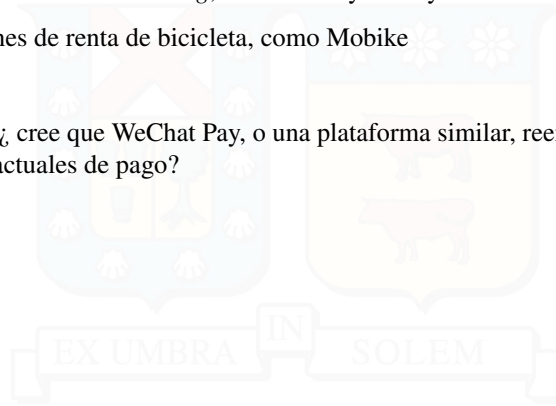 nes de renta de bicicleta, como Mobike
¿ cree que WeChat Pay, o una plataforma similar, ree
actuales de pago?
IN
EX UMBRA SOLEM